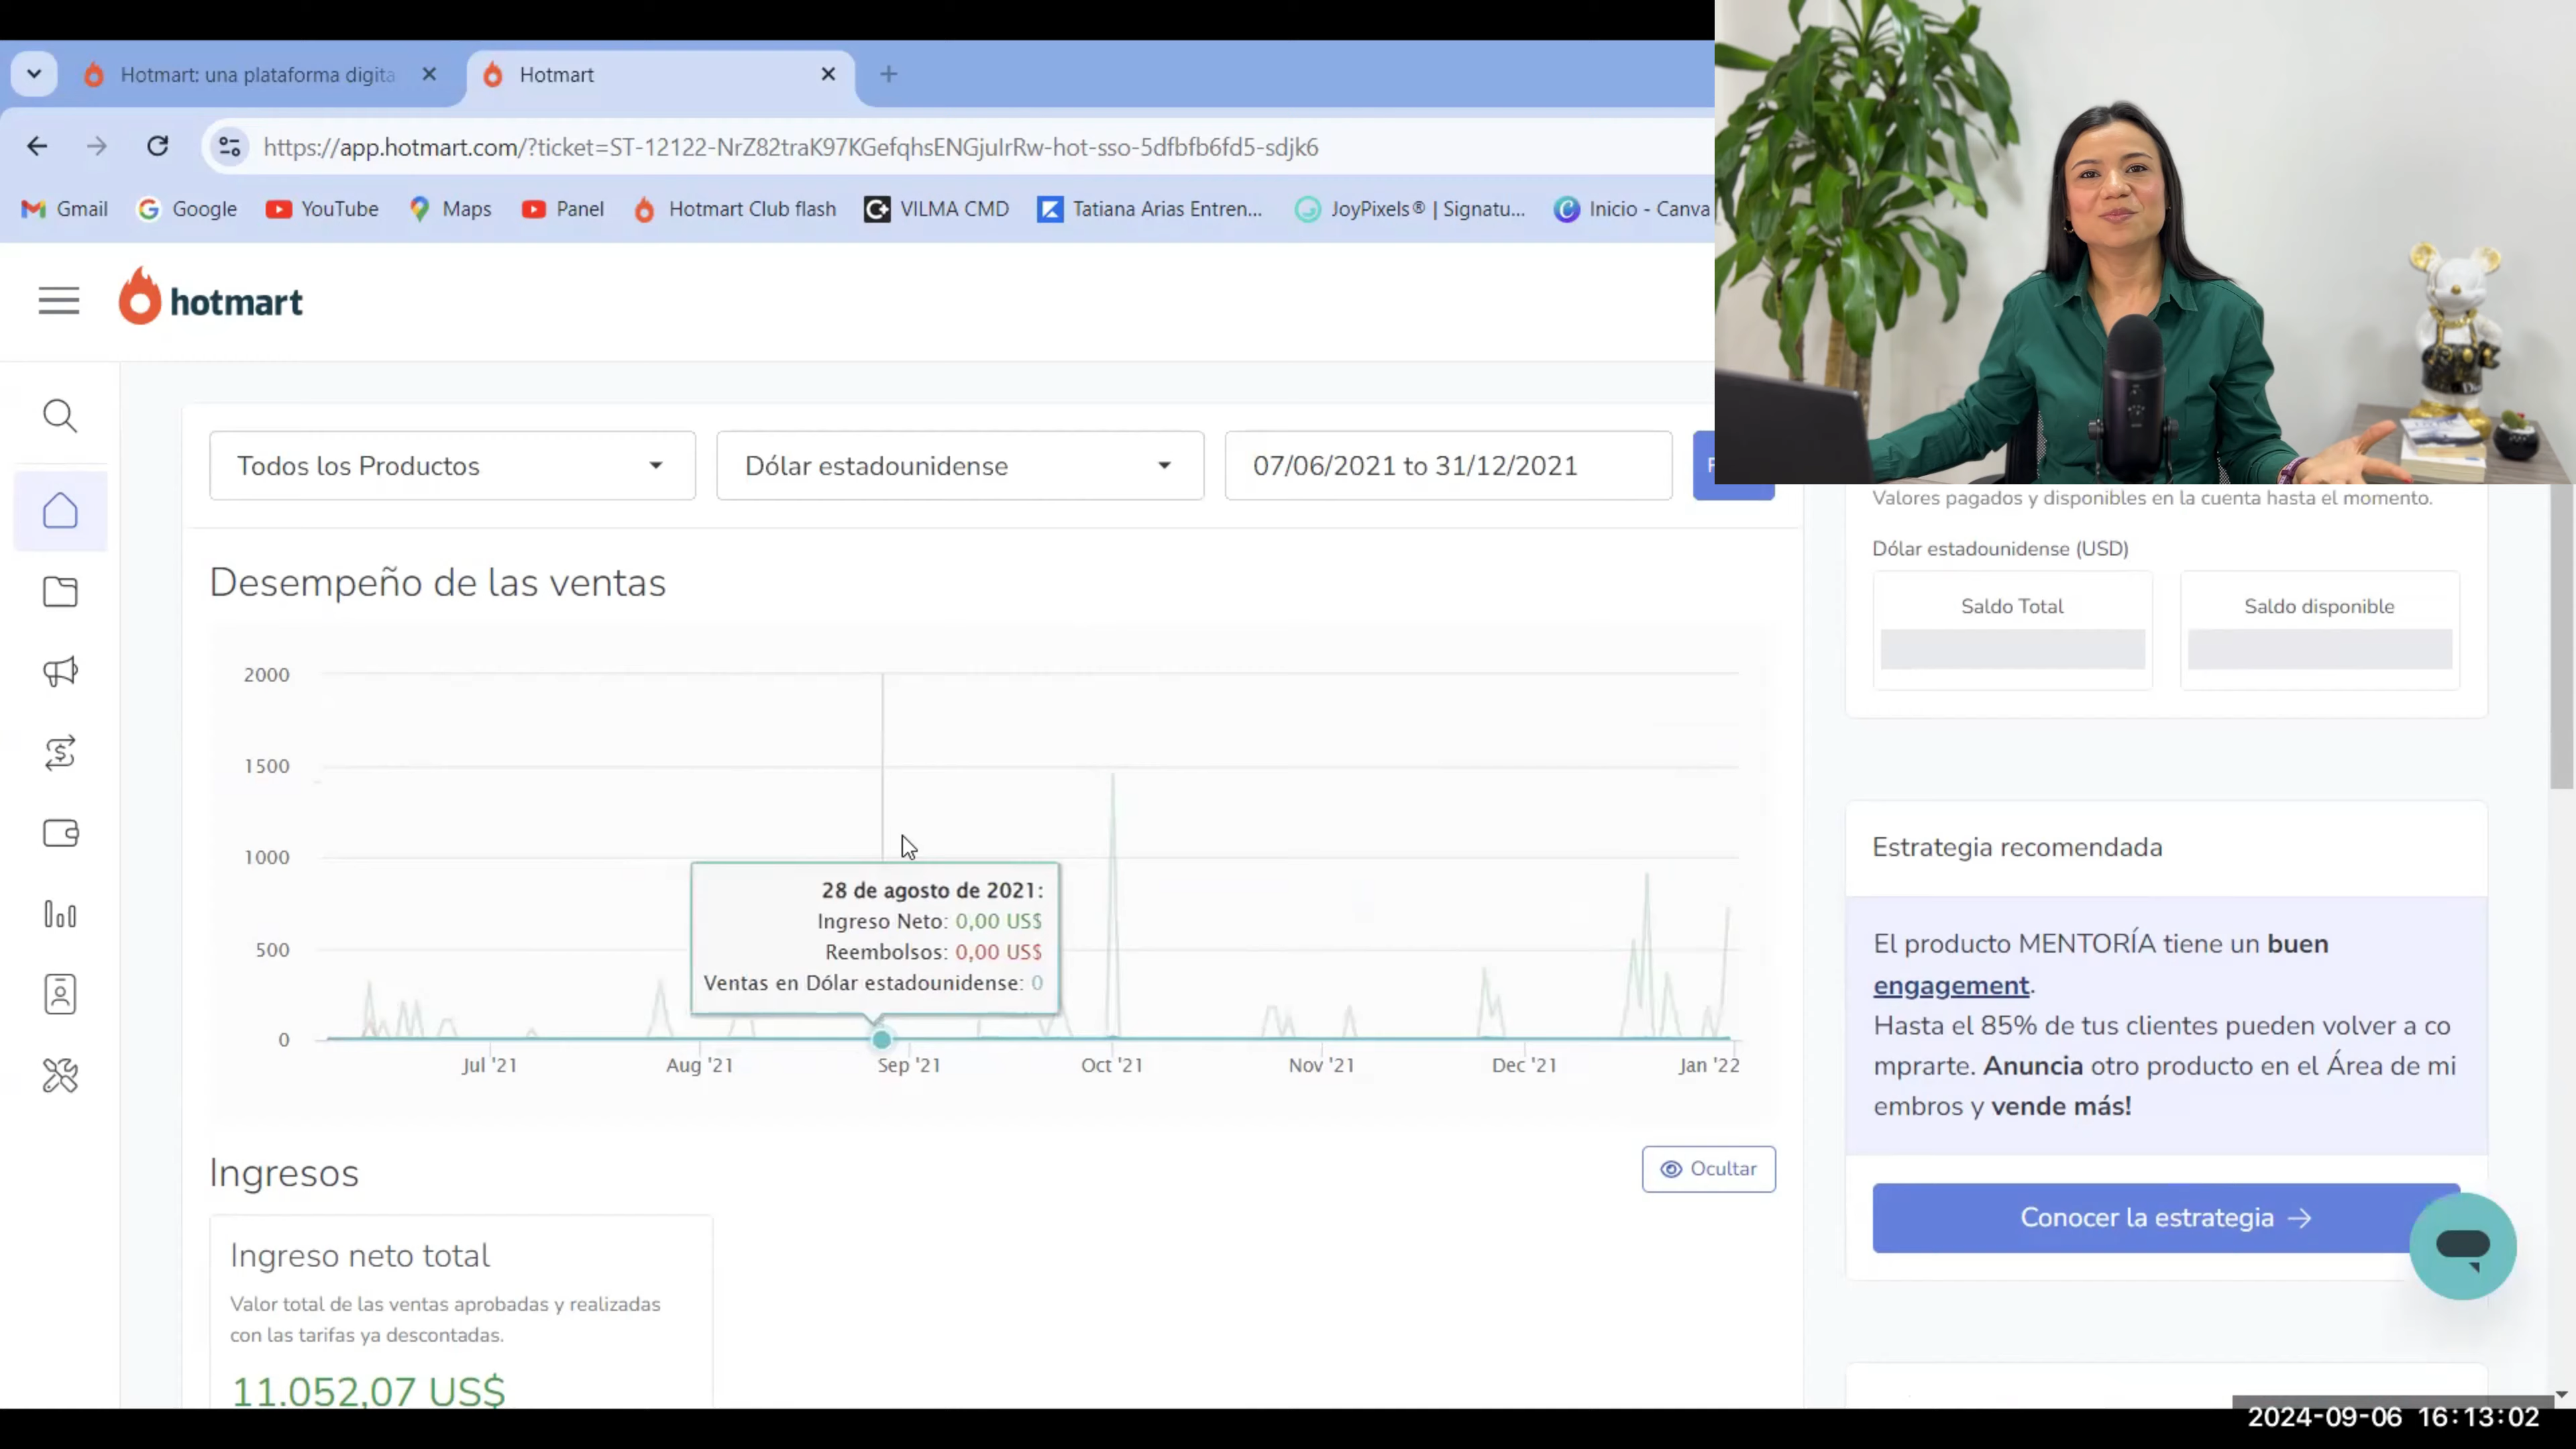 Hotmart: una plataforma digita
Hotmart
https://app.hotmart.com/?ticket=ST-12122-NrZ82traK97KGefqhsENGjuIrRw-hot-sso-5dfbfb6fd5-sdjk6
Gmail
Google
YouTube
Maps
Panel
Hotmart Club flash
VILMA CMD
Tatiana Arias Entren...
JoyPixels® | Signatu...
Inicio - Canva
hotmart
Todos los Productos
Dólar estadounidense
07/06/2021 to 31/12/2021
Desempeño de las ventas
2000
1500
1000
500
0
28 de agosto de 2021:
Ingreso Neto: 0,00 US$
Reembolsos: 0,00 US$
Ventas en Dólar estadounidense: 0
Jul '21
Aug '21
Sep '21
Oct '21
Nov '21
Dec '21
Jan '22
Ingresos
Ocultar
Ingreso neto total
Valor total de las ventas aprobadas y realizadas
con las tarifas ya descontadas.
11.052,07 US$
Valores pagados y disponibles en la cuenta hasta el momento.
Dólar estadounidense (USD)
Saldo Total
Saldo disponible
Estrategia recomendada
El producto MENTORÍA tiene un buen
engagement.
Hasta el 85% de tus clientes pueden volver a co
mprarte. Anuncia otro producto en el Área de mi
embros y vende más!
Conocer la estrategia →
2024-09-06 16:13:02